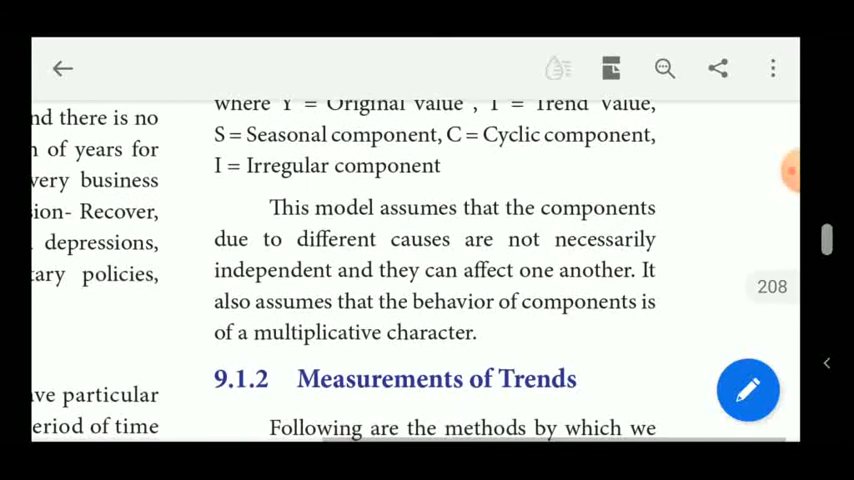 nd there is no
of years for
very business
sion- Recover,
depressions,
tary policies,
ave particular
eriod of time
where Y = Original value , T = Trend Value,
S = Seasonal component, C = Cyclic component,
I = Irregular component
This model assumes that the components
due to different causes are not necessarily
independent and they can affect one another. It
also assumes that the behavior of components is
of a multiplicative character.
9.1.2 Measurements of Trends
Following are the methods by which we
208